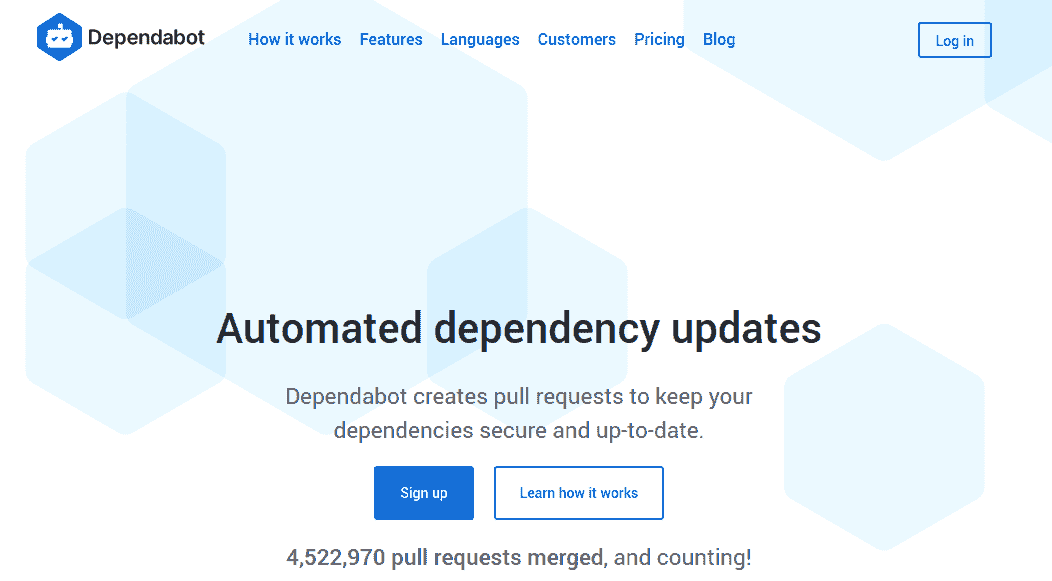 Dependabot How it works Features Languages Customers Pricing Blog Log in
Automated dependency updates
Dependabot creates pull requests to keep your
dependencies secure and up-to-date.
Sign up Learn how it works
4,522,970 pull requests merged, and counting!